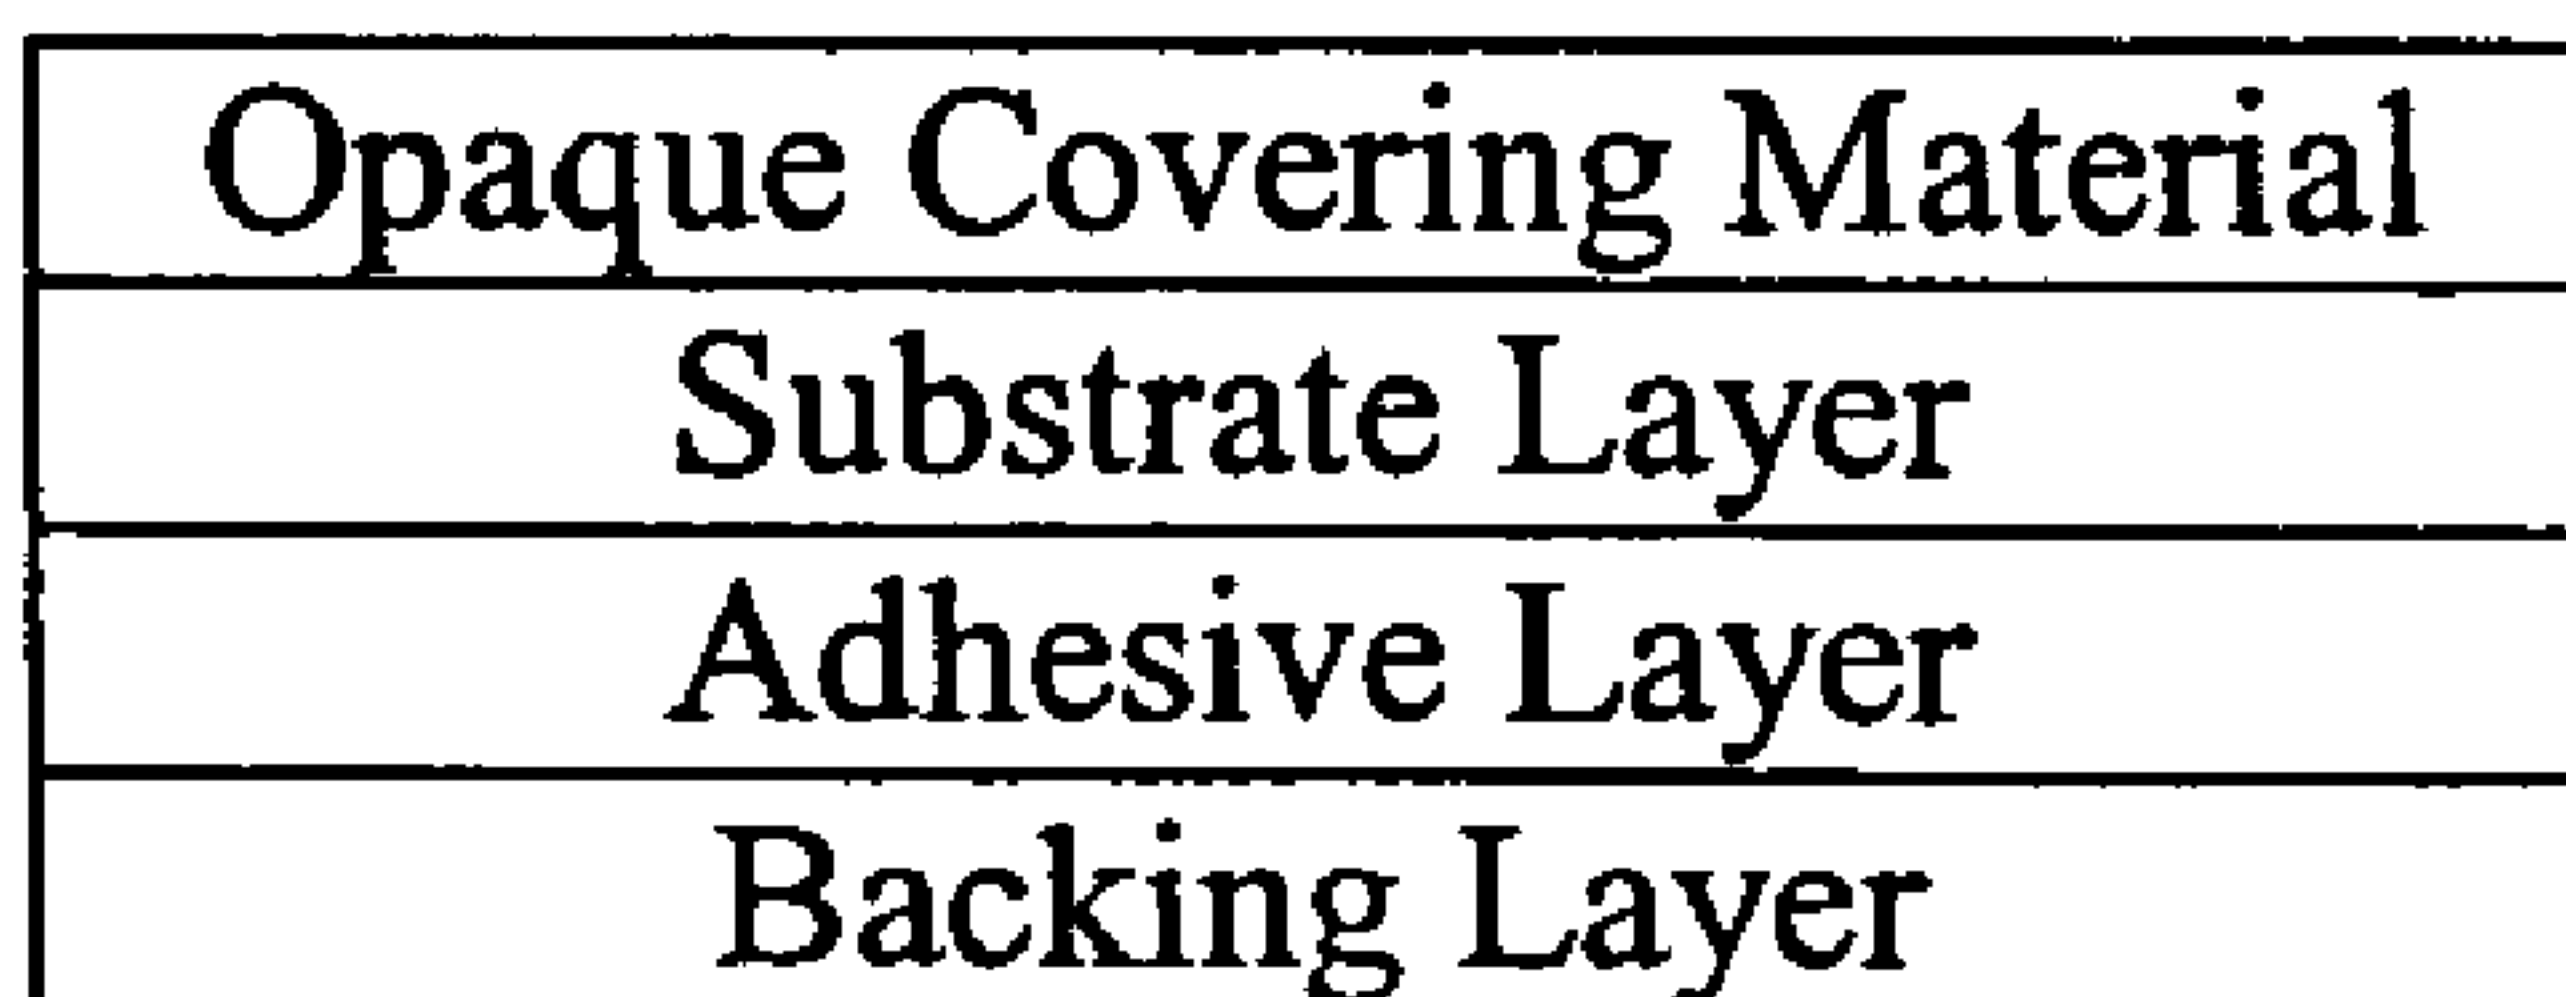 Opaque Covering Material
Substrate Layer
Adhesive Layer
Backing Layer